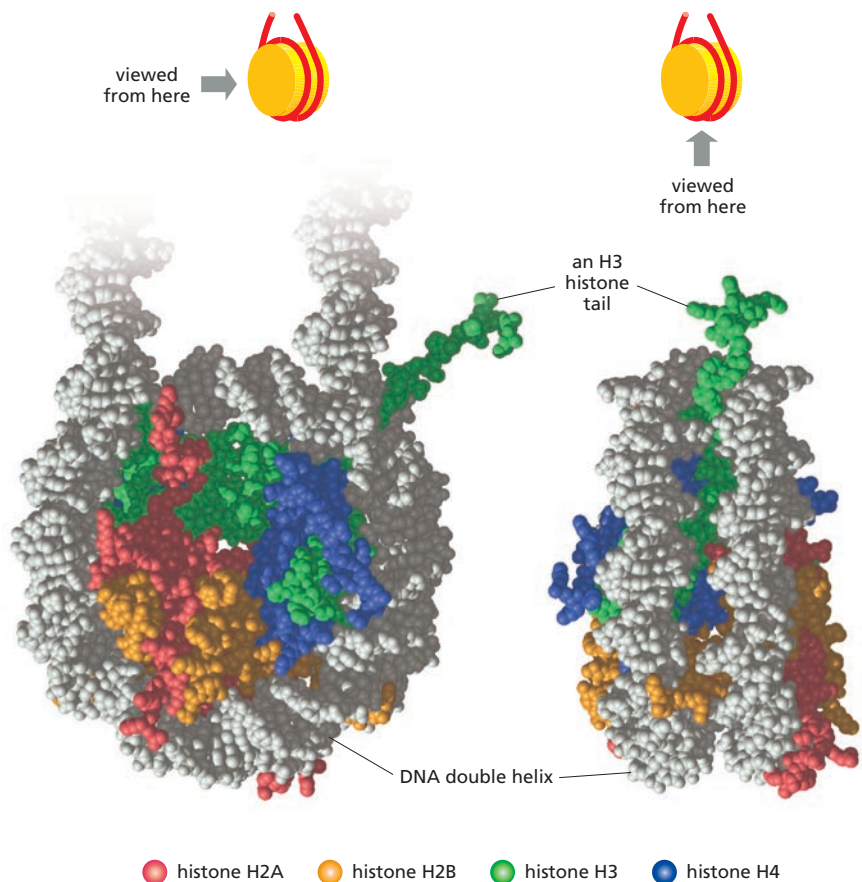 viewed
from here
viewed
from here
an H3
histone
tail
DNA double helix
histone H2A
histone H2B
histone H3
histone H4